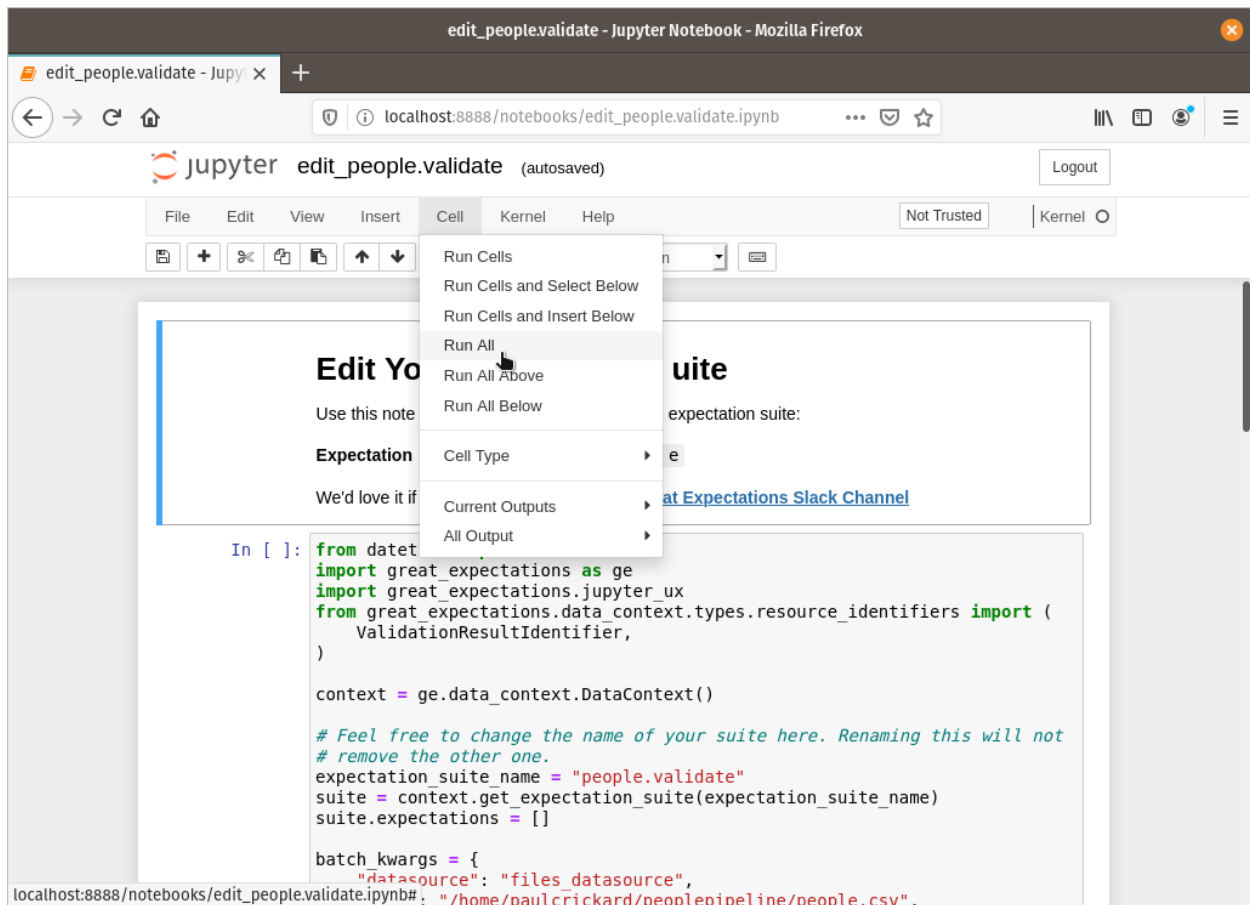 edit_people.validate - Jupyter Notebook - Mozilla Firefox
edit_people.validate - Jupy
localhost:8888/notebooks/edit_people.validate.ipynb
jupyter edit_people.validate (autosaved) Logout
File Edit View Insert Cell Kernel Help Not Trusted Kernel
Run Cells
Run Cells and Select Below
Run Cells and Insert Below
Run All
Run All Above
Run All Below
Cell Type
Current Outputs
All Output
Edit Yo uite
Use this note expectation suite:
Expectation e
We'd love it if at Expectations Slack Channel
In [ ]: from datet
import great_expectations as ge
import great_expectations.jupyter_ux
from great_expectations.data_context.types.resource_identifiers import (
ValidationResultIdentifier,
)
context = ge.data_context.DataContext()
# Feel free to change the name of your suite here. Renaming this will not
# remove the other one.
expectation_suite_name = "people.validate"
suite = context.get_expectation_suite(expectation_suite_name)
suite.expectations = []
batch_kwargs = {
"datasource": "files_datasource",
: "/home/paulcrickard/peoplepipeline/people.csv",
localhost:8888/notebooks/edit_people.validate.ipynb#